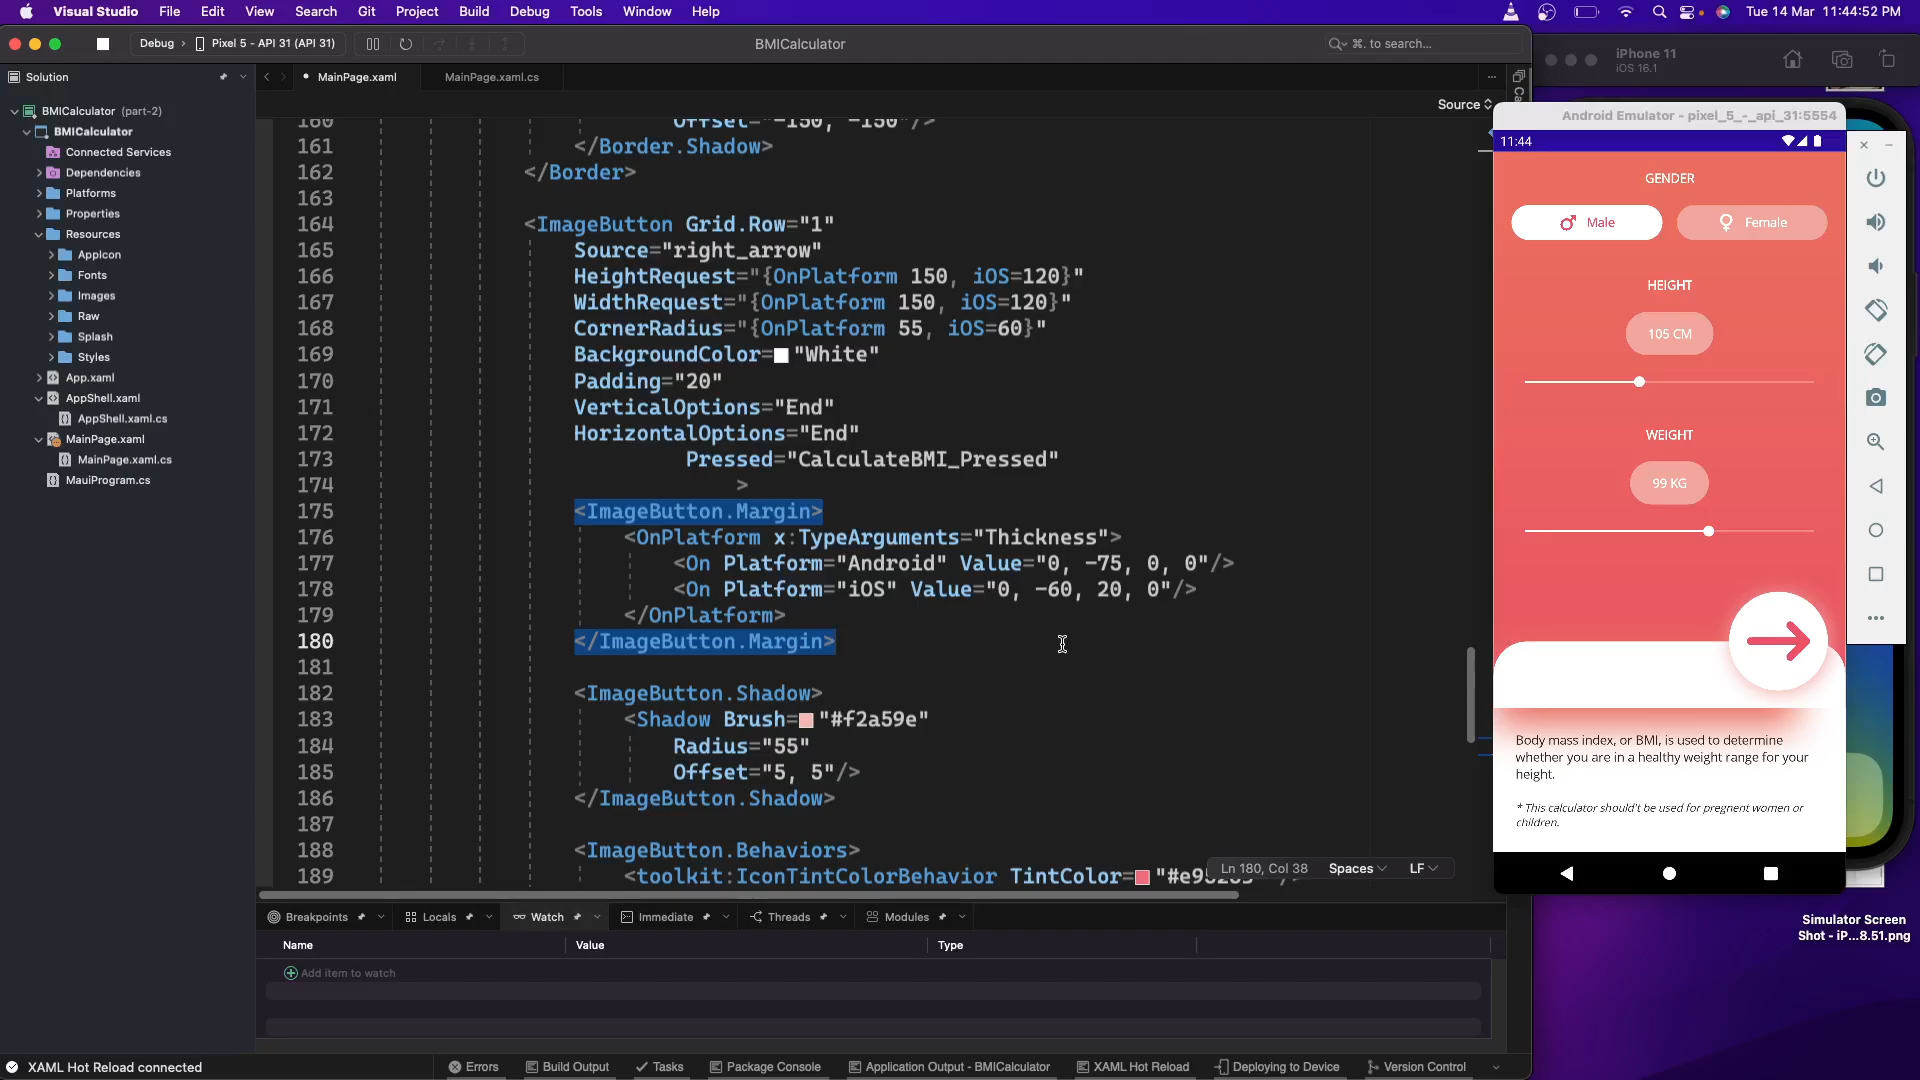 Visual Studio File Edit View Search Git Project Build Debug Tools Window Help
Tue 14 Mar 11:44:52 PM
Debug › Pixel 5 - API 31 (API 31)
BMICalculator
⌘. to search...
Solution
MainPage.xaml
MainPage.xaml.cs
Source
BMICalculator (part-2)
BMICalculator
Connected Services
Dependencies
Platforms
Properties
Resources
AppIcon
Fonts
Images
Raw
Splash
Styles
App.xaml
AppShell.xaml
AppShell.xaml.cs
MainPage.xaml
MainPage.xaml.cs
MauiProgram.cs
160 Offset="-150, -150"/>
161 </Border.Shadow>
162 </Border>
163
164 <ImageButton Grid.Row="1"
165 Source="right_arrow"
166 HeightRequest="{OnPlatform 150, iOS=120}"
167 WidthRequest="{OnPlatform 150, iOS=120}"
168 CornerRadius="{OnPlatform 55, iOS=60}"
169 BackgroundColor="White"
170 Padding="20"
171 VerticalOptions="End"
172 HorizontalOptions="End"
173 Pressed="CalculateBMI_Pressed"
174 >
175 <ImageButton.Margin>
176 <OnPlatform x:TypeArguments="Thickness">
177 <On Platform="Android" Value="0, -75, 0, 0"/>
178 <On Platform="iOS" Value="0, -60, 20, 0"/>
179 </OnPlatform>
180 </ImageButton.Margin>
181
182 <ImageButton.Shadow>
183 <Shadow Brush="#f2a59e"
184 Radius="55"
185 Offset="5, 5"/>
186 </ImageButton.Shadow>
187
188 <ImageButton.Behaviors>
189 <toolkit:IconTintColorBehavior TintColor=
Ln 180, Col 38 Spaces LF
Breakpoints Locals Watch Immediate Threads Modules
Name Value Type
Add item to watch
XAML Hot Reload connected
Errors Build Output Tasks Package Console Application Output - BMICalculator XAML Hot Reload Deploying to Device Version Control
iPhone 11
iOS 16.1
Android Emulator - pixel_5_-_api_31:5554
11:44
GENDER
Male Female
HEIGHT
105 CM
WEIGHT
99 KG
Body mass index, or BMI, is used to determine
whether you are in a healthy weight range for your
height.
* This calculator should't be used for pregnent women or
children.
Simulator Screen
Shot - iP...8.51.png